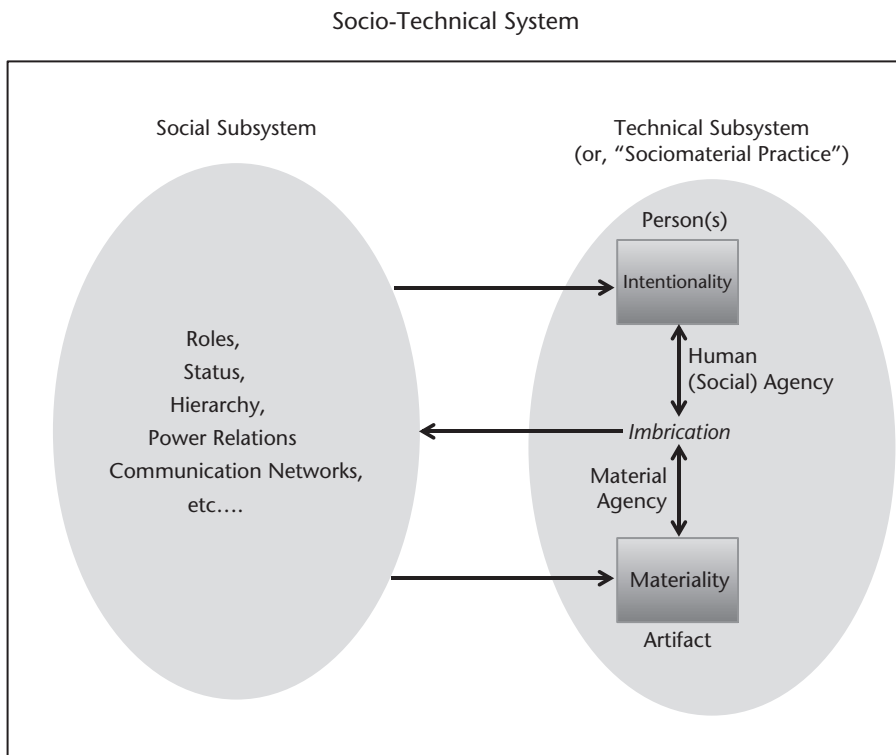 Socio-Technical System
Social Subsystem
Technical Subsystem
(or, “Sociomaterial Practice”)
Roles,
Status,
Hierarchy,
Power Relations
Communication Networks,
etc….
Person(s)
Intentionality
Human
(Social) Agency
Imbrication
Material
Agency
Materiality
Artifact